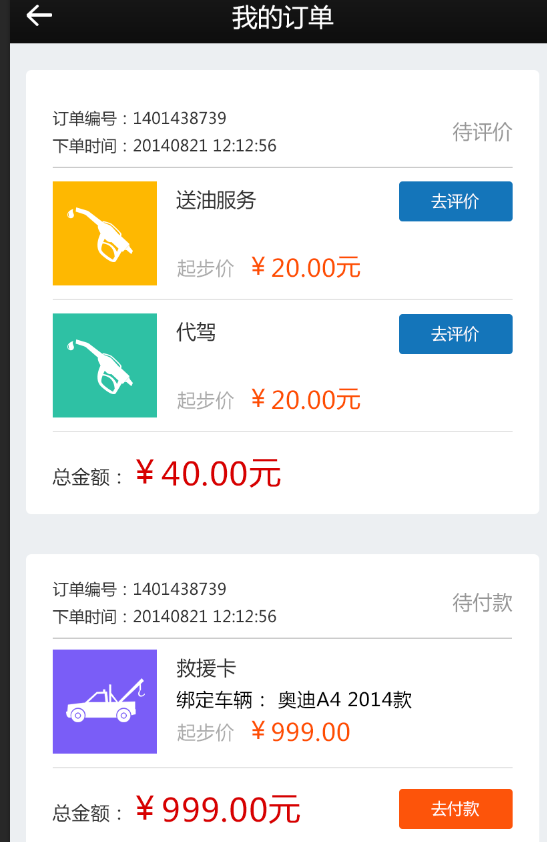 我的订单
订单编号：1401438739
下单时间：20140821 12:12:56
待评价
送油服务
去评价
起步价 ￥20.00元
代驾
去评价
起步价 ￥20.00元
总金额：￥40.00元
订单编号：1401438739
下单时间：20140821 12:12:56
待付款
救援卡
绑定车辆： 奥迪A4 2014款
起步价 ￥999.00
总金额：￥999.00元
去付款